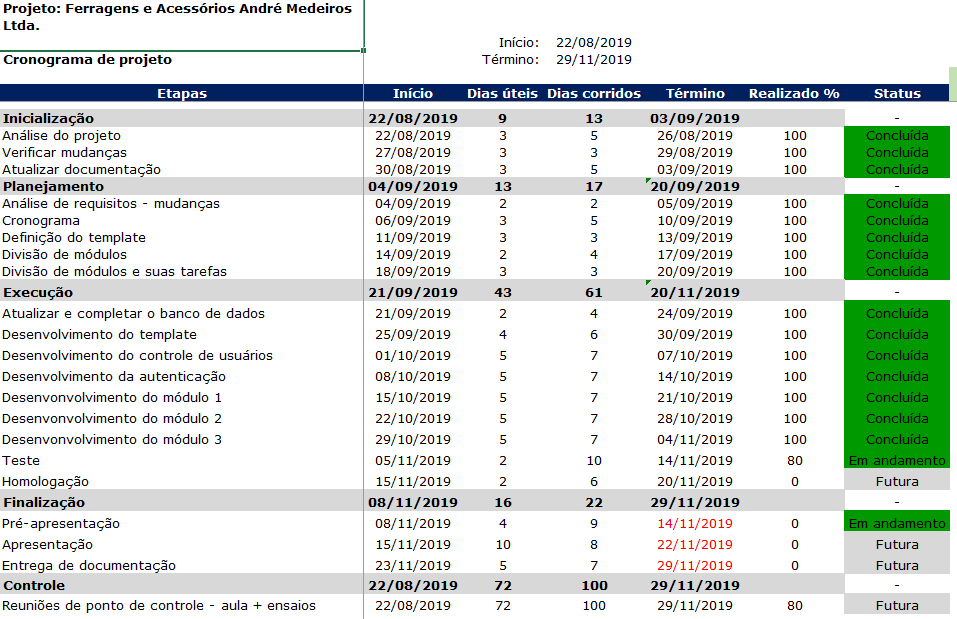 Projeto: Ferragens e Acessórios André Medeiros
Ltda.
Início: 22/08/2019
Término: 29/11/2019
Cronograma de projeto
Etapas Início Dias úteis Dias corridos Término Realizado % Status
Inicialização 22/08/2019 9 13 03/09/2019 -
Análise do projeto 22/08/2019 3 5 26/08/2019 100 Concluída
Verificar mudanças 27/08/2019 3 3 29/08/2019 100 Concluída
Atualizar documentação 30/08/2019 3 5 03/09/2019 100 Concluída
Planejamento 04/09/2019 13 17 20/09/2019 -
Análise de requisitos - mudanças 04/09/2019 2 2 05/09/2019 100 Concluída
Cronograma 06/09/2019 3 5 10/09/2019 100 Concluída
Definição do template 11/09/2019 3 3 13/09/2019 100 Concluída
Divisão de módulos 14/09/2019 2 4 17/09/2019 100 Concluída
Divisão de módulos e suas tarefas 18/09/2019 3 3 20/09/2019 100 Concluída
Execução 21/09/2019 43 61 20/11/2019 -
Atualizar e completar o banco de dados 21/09/2019 2 4 24/09/2019 100 Concluída
Desenvolvimento do template 25/09/2019 4 6 30/09/2019 100 Concluída
Desenvolvimento do controle de usuários 01/10/2019 5 7 07/10/2019 100 Concluída
Desenvolvimento da autenticação 08/10/2019 5 7 14/10/2019 100 Concluída
Desenvonvolvimento do módulo 1 15/10/2019 5 7 21/10/2019 100 Concluída
Desenvonvolvimento do módulo 2 22/10/2019 5 7 28/10/2019 100 Concluída
Desenvonvolvimento do módulo 3 29/10/2019 5 7 04/11/2019 100 Concluída
Teste 05/11/2019 2 10 14/11/2019 80 Em andamento
Homologação 15/11/2019 2 6 20/11/2019 0 Futura
Finalização 08/11/2019 16 22 29/11/2019 -
Pré-apresentação 08/11/2019 4 9 14/11/2019 0 Em andamento
Apresentação 15/11/2019 10 8 22/11/2019 0 Futura
Entrega de documentação 23/11/2019 5 7 29/11/2019 0 Futura
Controle 22/08/2019 72 100 29/11/2019 -
Reuniões de ponto de controle - aula + ensaios 22/08/2019 72 100 29/11/2019 80 Futura